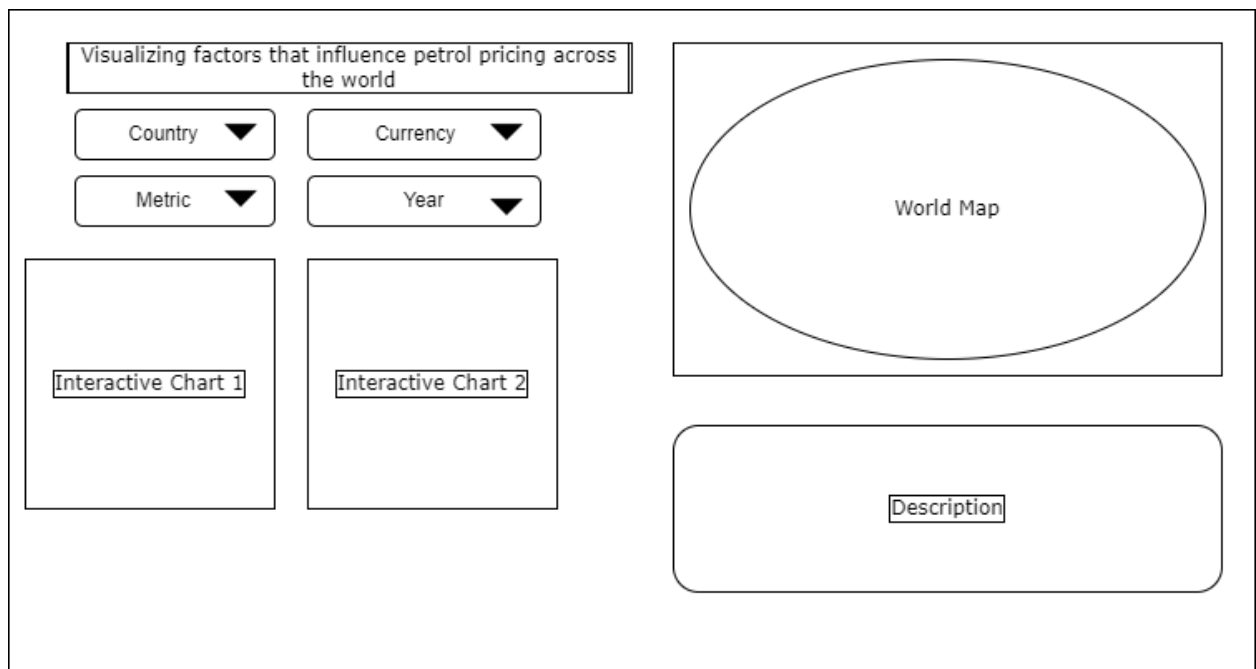 Visualizing factors that influence petrol pricing across
the world
Country
Currency
Metric
Year
World Map
Interactive Chart 1
Interactive Chart 2
Description